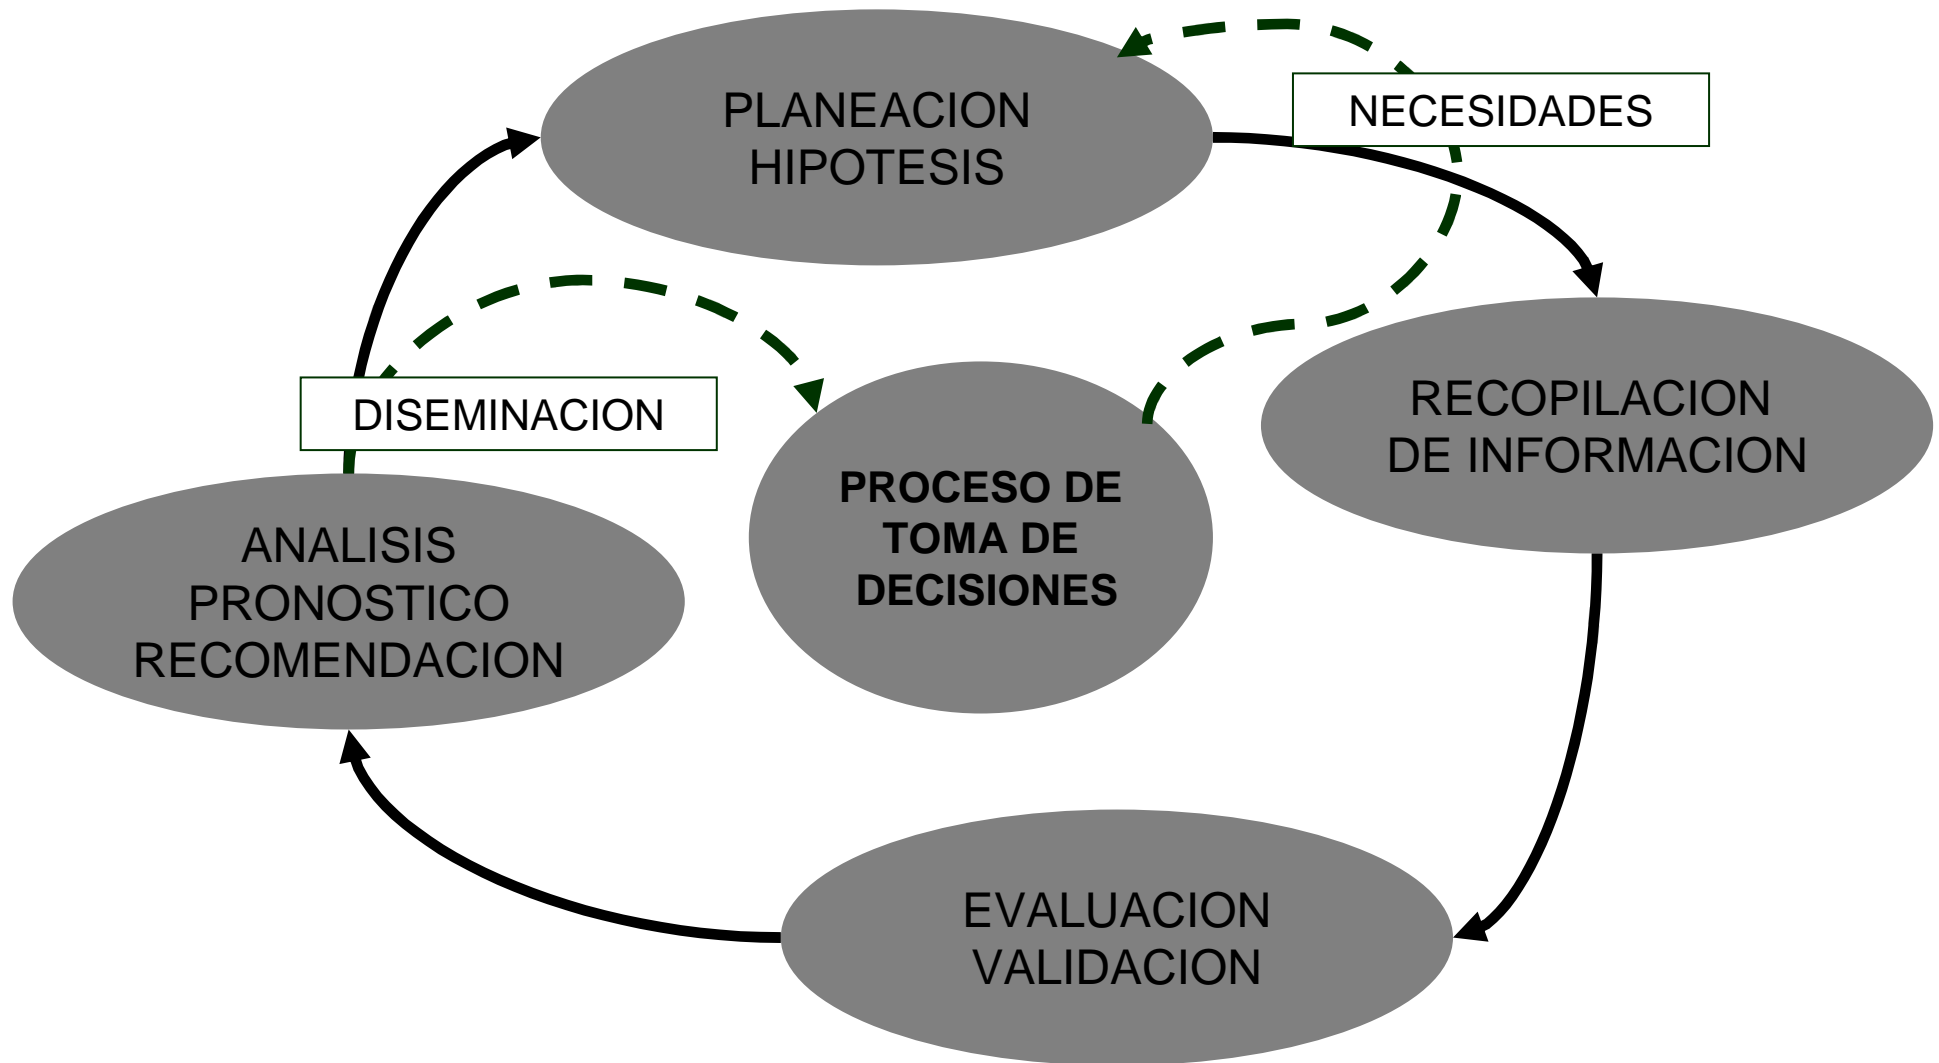 PLANEACION
HIPOTESIS
NECESIDADES
RECOPILACION
DE INFORMACION
DISEMINACION
PROCESO DE
TOMA DE
DECISIONES
ANALISIS
PRONOSTICO
RECOMENDACION
EVALUACION
VALIDACION